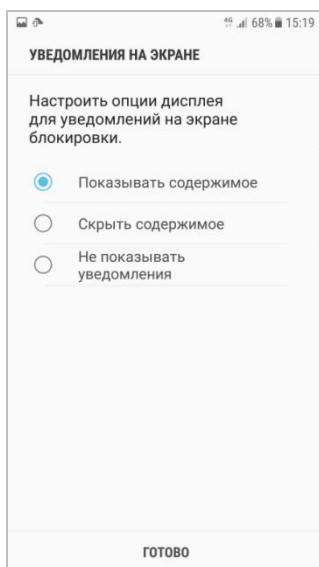 4G 68% 15:19
УВЕДОМЛЕНИЯ НА ЭКРАНЕ
Настроить опции дисплея
для уведомлений на экране
блокировки.
Показывать содержимое
Скрыть содержимое
Не показывать
уведомления
ГОТОВО